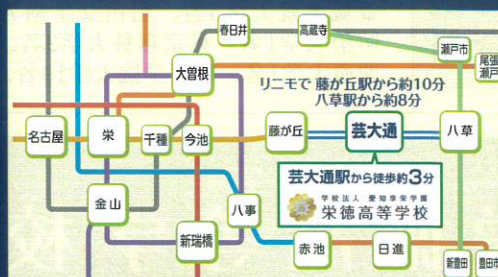 春日井
高蔵寺
瀬戸市
尾張
瀬戸
大曽根
リニモで 藤が丘駅から約10分
八草駅から約8分
名古屋
栄
千種
今池
藤が丘
芸大通
八草
芸大通駅から徒歩約3分
学校法人 愛知享栄学園
栄徳高等学校
金山
八事
新瑞橋
赤池
日進
新豊田
豊田市